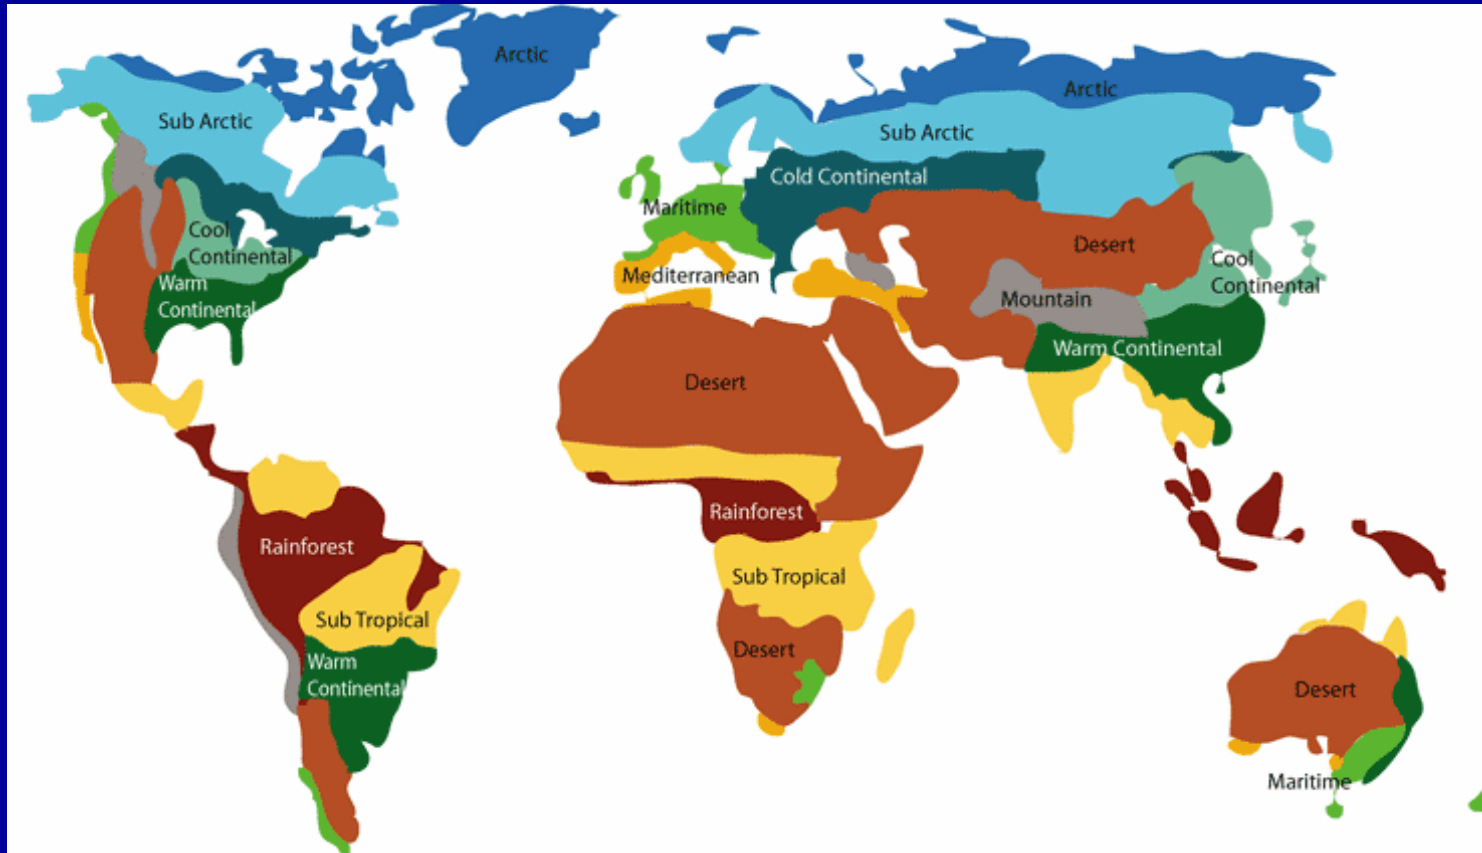 Arctic
Arctic
Sub Arctic
Sub Arctic
Cold Continental
Maritime
Cool
Continental
Desert
Cool
Continental
Mediterranean
Warm
Continental
Mountain
Warm Continental
Desert
Rainforest
Rainforest
Sub Tropical
Sub Tropical
Desert
Warm
Continental
Desert
Maritime